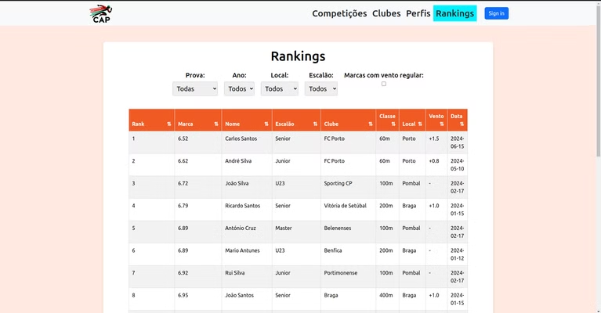 CAP
Competições Clubes Perfis Rankings Sign in
Rankings
Prova: Ano: Local: Escalão: Marcas com vento regular:
Todas Todos Todos Todos
Rank Marca Nome Escalão Clube Classe Local Vento Data
1 6.52 Carlos Santos Senior FC Porto 60m Porto +1.5 2024-06-15
2 6.62 André Silva Junior FC Porto 60m Porto +0.8 2024-05-10
3 6.72 João Silva U23 Sporting CP 100m Pombal - 2024-02-17
4 6.79 Ricardo Santos Senior Vitória de Setúbal 200m Braga +1.0 2024-01-15
5 6.89 António Cruz Master Belenenses 100m Pombal - 2024-02-17
6 6.89 Mario Antunes U23 Benfica 200m Braga - 2024-01-12
7 6.92 Rui Silva Junior Portimonense 100m Pombal - 2024-02-17
8 6.95 João Santos Senior Braga 400m Braga +1.0 2024-01-15